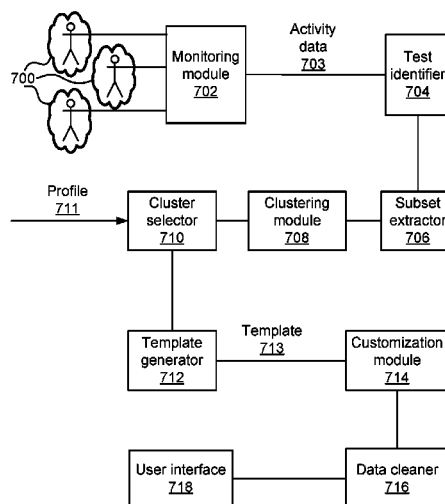 700
Monitoring
module
702
Activity
data
703
Test
identifier
704
Profile
711
Cluster
selector
710
Clustering
module
708
Subset
extractor
706
Template
generator
712
Template
713
Customization
module
714
User interface
718
Data cleaner
716